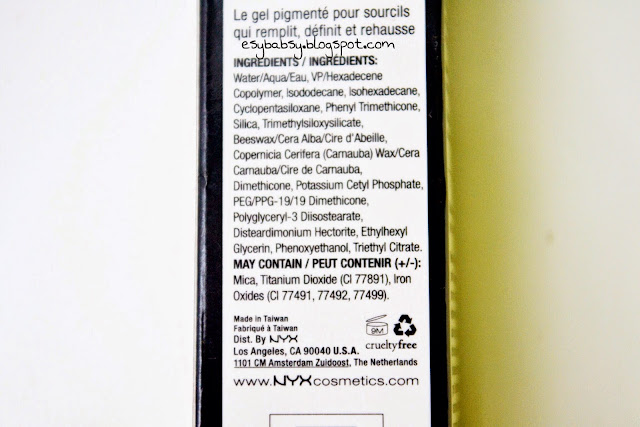 Le gel pigmenté pour sourcils
qui remplit, définit et rehausse
esybabsy.blogspot.com
INGREDIENTS / INGRÉDIENTS:
Water/Aqua/Eau, VP/Hexadecene
Copolymer, Isododecane, Isohexadecane,
Cyclopentasiloxane, Phenyl Trimethicone,
Silica, Trimethylsiloxysilicate,
Beeswax/Cera Alba/Cire d'Abeille,
Copernicia Cerifera (Carnauba) Wax/Cera
Carnauba/Cire de Carnauba,
Dimethicone, Potassium Cetyl Phosphate,
PEG/PPG-19/19 Dimethicone,
Polyglyceryl-3 Diisostearate,
Disteardimonium Hectorite, Ethylhexyl
Glycerin, Phenoxyethanol, Triethyl Citrate.
MAY CONTAIN / PEUT CONTENIR (+/-):
Mica, Titanium Dioxide (CI 77891), Iron
Oxides (CI 77491, 77492, 77499).
Made in Taiwan
Fabriqué à Taiwan
Dist. By NYX
Los Angeles, CA 90040 U.S.A.
1101 CM Amsterdam Zuidoost, The Netherlands
9M
crueltyfree
www.NYXcosmetics.com